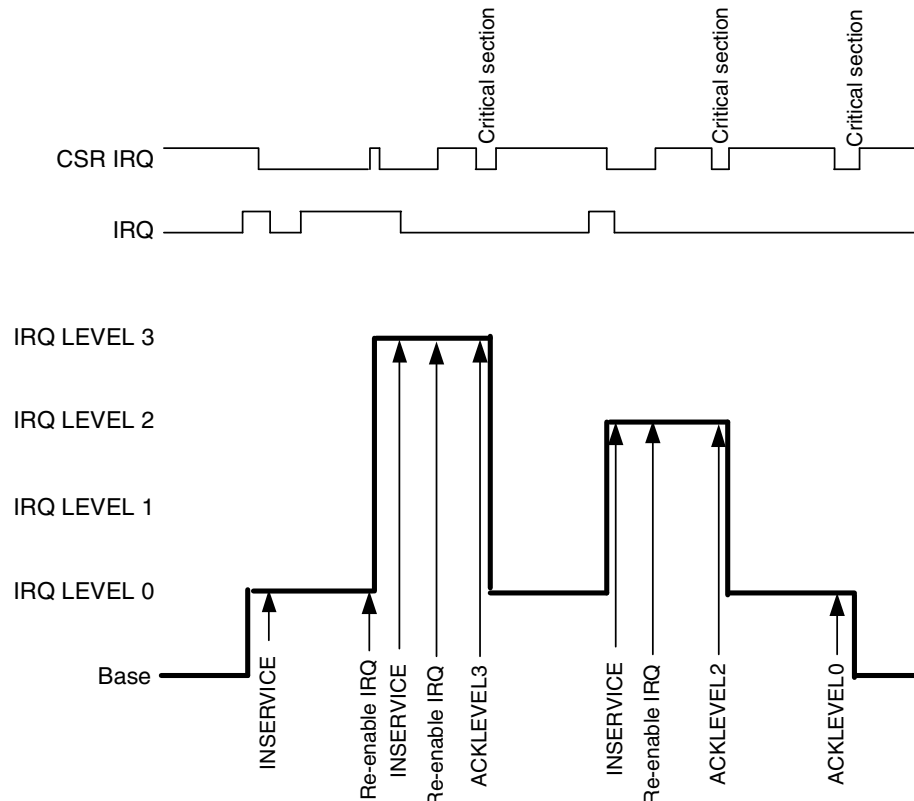 Critical section
Critical section
Critical section
CSR IRQ
IRQ
IRQ LEVEL 3
IRQ LEVEL 2
IRQ LEVEL 1
IRQ LEVEL 0
Base
INSERVICE
Re-enable IRQ
INSERVICE
Re-enable IRQ
ACKLEVEL3
INSERVICE
Re-enable IRQ
ACKLEVEL2
ACKLEVEL0